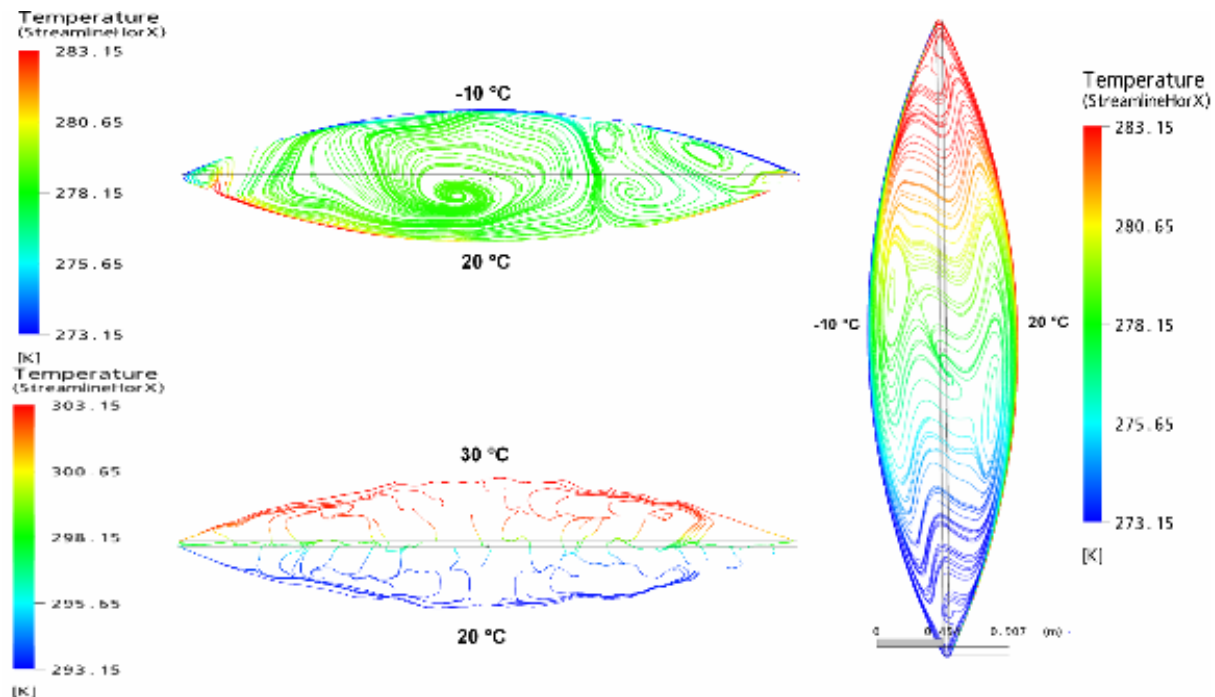 Temperature
(StreamlineHorX)
283.15
280.65
278.15
275.65
273.15
[K]
-10 °C
20 °C
Temperature
(StreamlineHorX)
303.15
300.65
298.15
295.65
293.15
[K]
30 °C
20 °C
-10 °C
20 °C
0
0.507
(m)
Temperature
(StreamlineHorX)
283.15
280.65
278.15
275.65
273.15
[K]